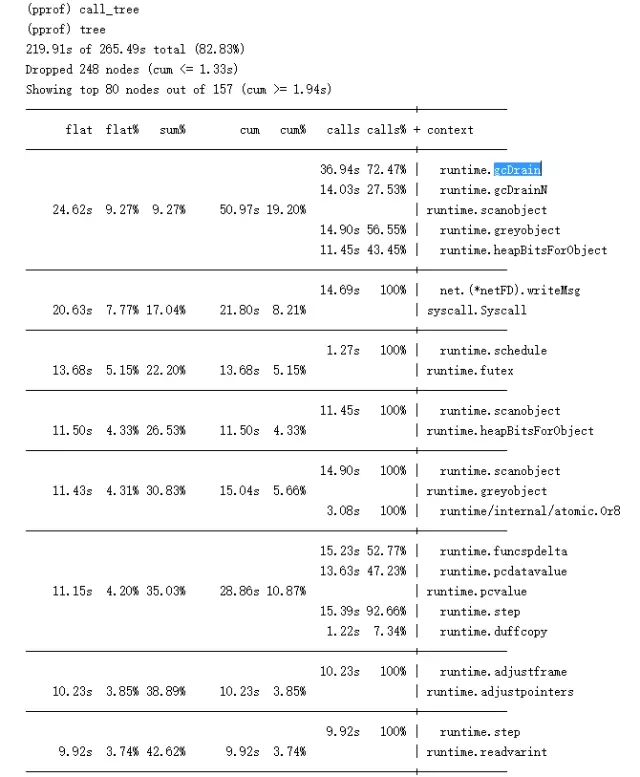 (pprof) call_tree
(pprof) tree
219.91s of 265.49s total (82.83%)
Dropped 248 nodes (cum <= 1.33s)
Showing top 80 nodes out of 157 (cum >= 1.94s)
----------------------------------------------------------+-------------
flat flat% sum% cum cum% calls calls% + context
----------------------------------------------------------+-------------
36.94s 72.47% | runtime.gcDrain
14.03s 27.53% | runtime.gcDrainN
24.62s 9.27% 9.27% 50.97s 19.20% | runtime.scanobject
14.90s 56.55% | runtime.greyobject
11.45s 43.45% | runtime.heapBitsForObject
----------------------------------------------------------+-------------
14.69s 100% | net.(*netFD).writeMsg
20.63s 7.77% 17.04% 21.80s 8.21% | syscall.Syscall
----------------------------------------------------------+-------------
1.27s 100% | runtime.schedule
13.68s 5.15% 22.20% 13.68s 5.15% | runtime.futex
----------------------------------------------------------+-------------
11.45s 100% | runtime.scanobject
11.50s 4.33% 26.53% 11.50s 4.33% | runtime.heapBitsForObject
----------------------------------------------------------+-------------
14.90s 100% | runtime.scanobject
11.43s 4.31% 30.83% 15.04s 5.66% | runtime.greyobject
3.08s 100% | runtime/internal/atomic.Or8
----------------------------------------------------------+-------------
15.23s 52.77% | runtime.funcspdelta
13.63s 47.23% | runtime.pcdatavalue
11.15s 4.20% 35.03% 28.86s 10.87% | runtime.pcvalue
15.39s 92.66% | runtime.step
1.22s 7.34% | runtime.duffcopy
----------------------------------------------------------+-------------
10.23s 100% | runtime.adjustframe
10.23s 3.85% 38.89% 10.23s 3.85% | runtime.adjustpointers
----------------------------------------------------------+-------------
9.92s 100% | runtime.step
9.92s 3.74% 42.62% 9.92s 3.74% | runtime.readvarint
----------------------------------------------------------+-------------